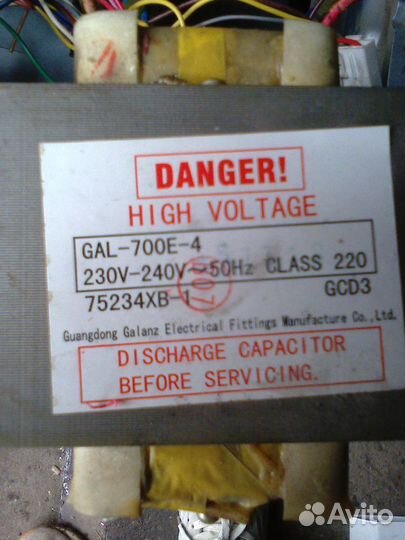 DANGER!
HIGH VOLTAGE
GAL-700E-4
230V-240V~50Hz CLASS 220
75234XB-1 GCD3
007
Guangdong Galanz Electrical Fittings Manufacture Co.,Ltd.
DISCHARGE CAPACITOR
BEFORE SERVICING.
Avito